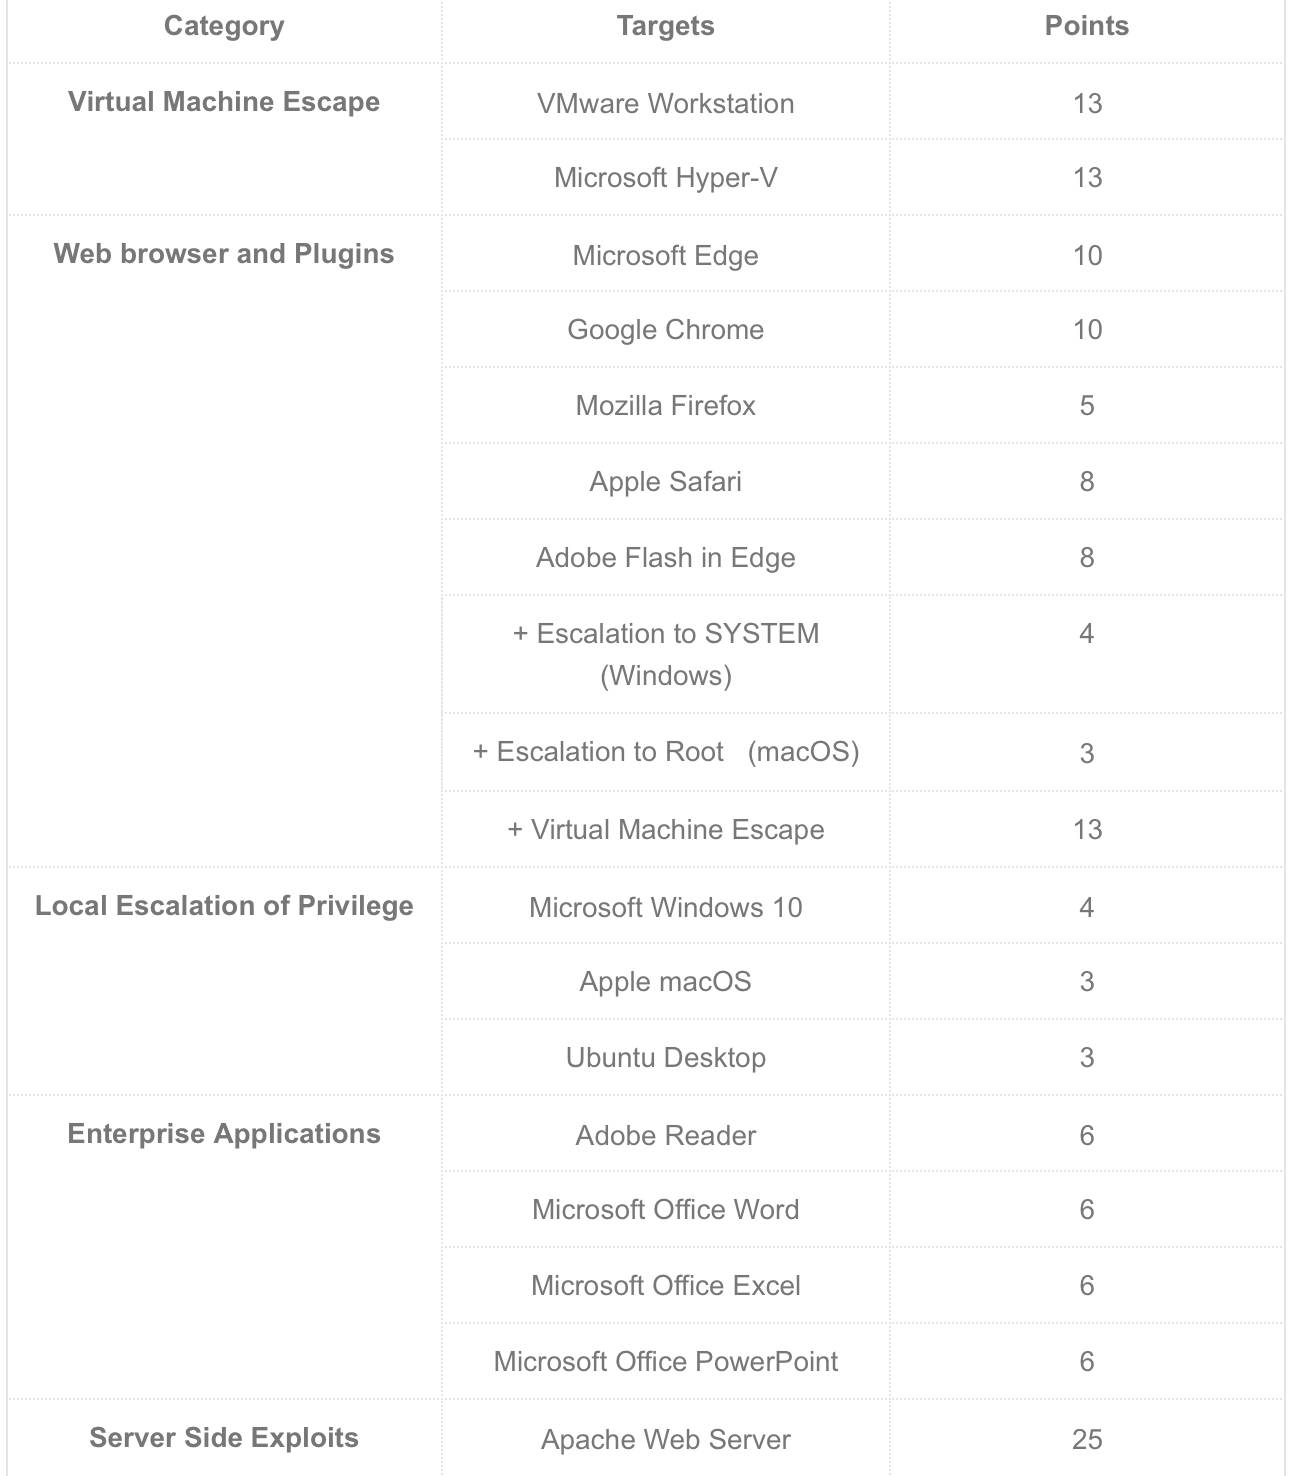 Category Targets Points
Virtual Machine Escape VMware Workstation 13
Microsoft Hyper-V 13
Web browser and Plugins Microsoft Edge 10
Google Chrome 10
Mozilla Firefox 5
Apple Safari 8
Adobe Flash in Edge 8
+ Escalation to SYSTEM 4
(Windows)
+ Escalation to Root (macOS) 3
+ Virtual Machine Escape 13
Local Escalation of Privilege Microsoft Windows 10 4
Apple macOS 3
Ubuntu Desktop 3
Enterprise Applications Adobe Reader 6
Microsoft Office Word 6
Microsoft Office Excel 6
Microsoft Office PowerPoint 6
Server Side Exploits Apache Web Server 25